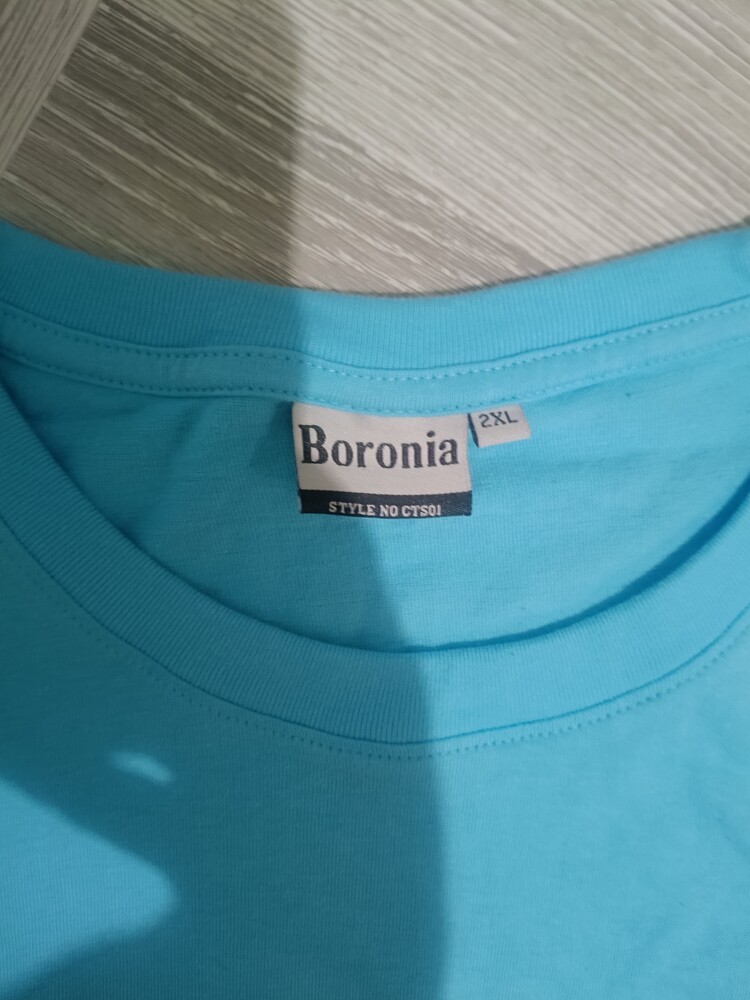 Boronia
2XL
STYLE NO CTS01